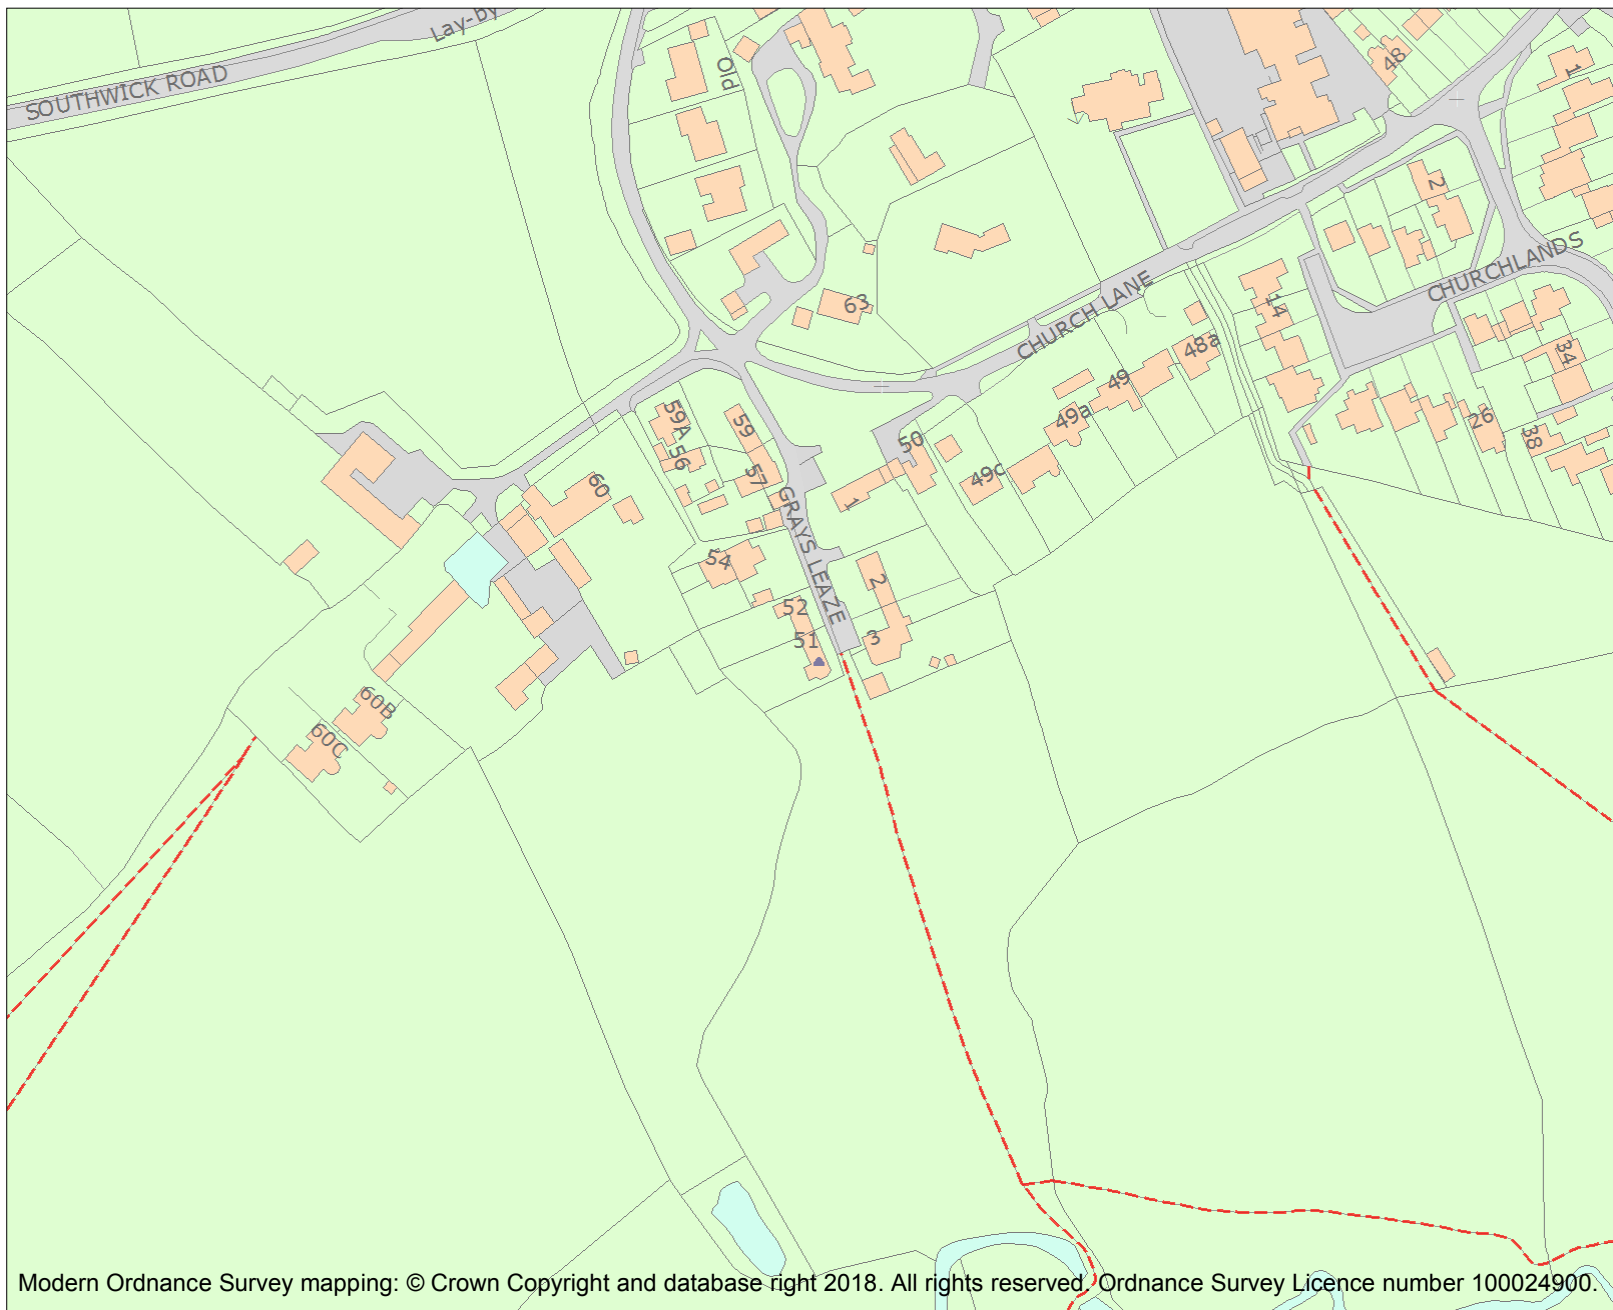 Lay-by
SOUTHWICK ROAD
Old
48
1
2
CHURCHLANDS
63
CHURCH LANE
14
48a
34
49
59A
59
49a
26
38
56
57
50
49c
60
1
GRAYS LEAZE
54
2
52
51
3
60B
60C
Modern Ordnance Survey mapping: © Crown Copyright and database right 2018. All rights reserved. Ordnance Survey Licence number 100024900.